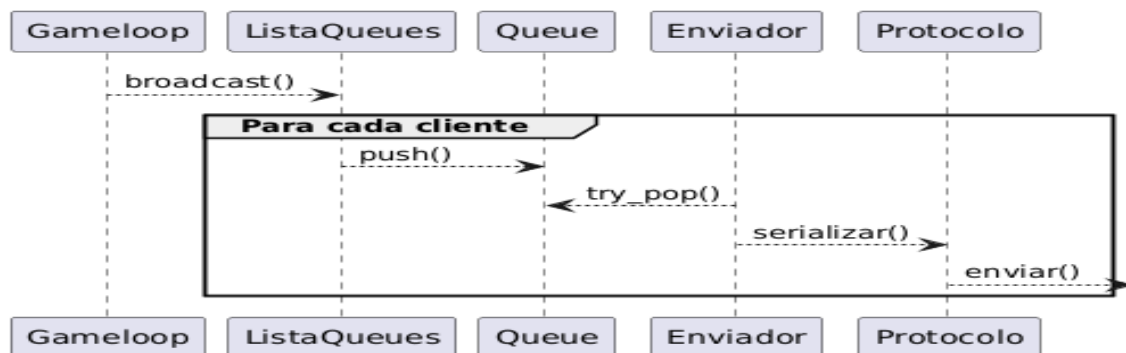 Gameloop ListaQueues Queue Enviador Protocolo
broadcast()
Para cada cliente
push()
try_pop()
serializar()
enviar()
Gameloop ListaQueues Queue Enviador Protocolo